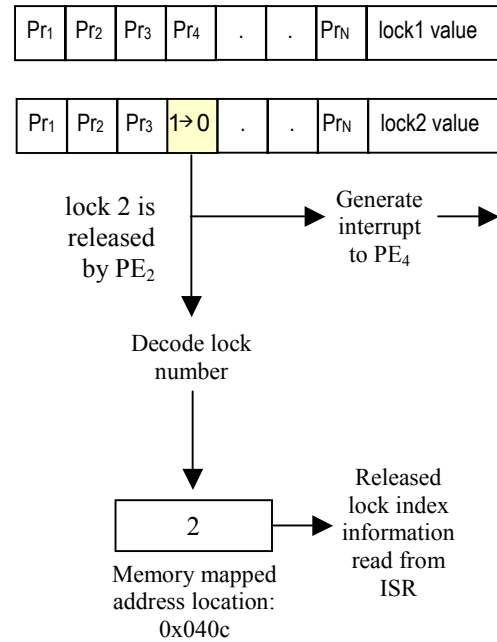 Pr1 Pr2 Pr3 Pr4 . . PrN lock1 value
Pr1 Pr2 Pr3 1→0 . . PrN lock2 value
lock 2 is
released
by PE2
Generate
interrupt
to PE4
Decode lock
number
2
Memory mapped
address location:
0x040c
Released
lock index
information
read from
ISR